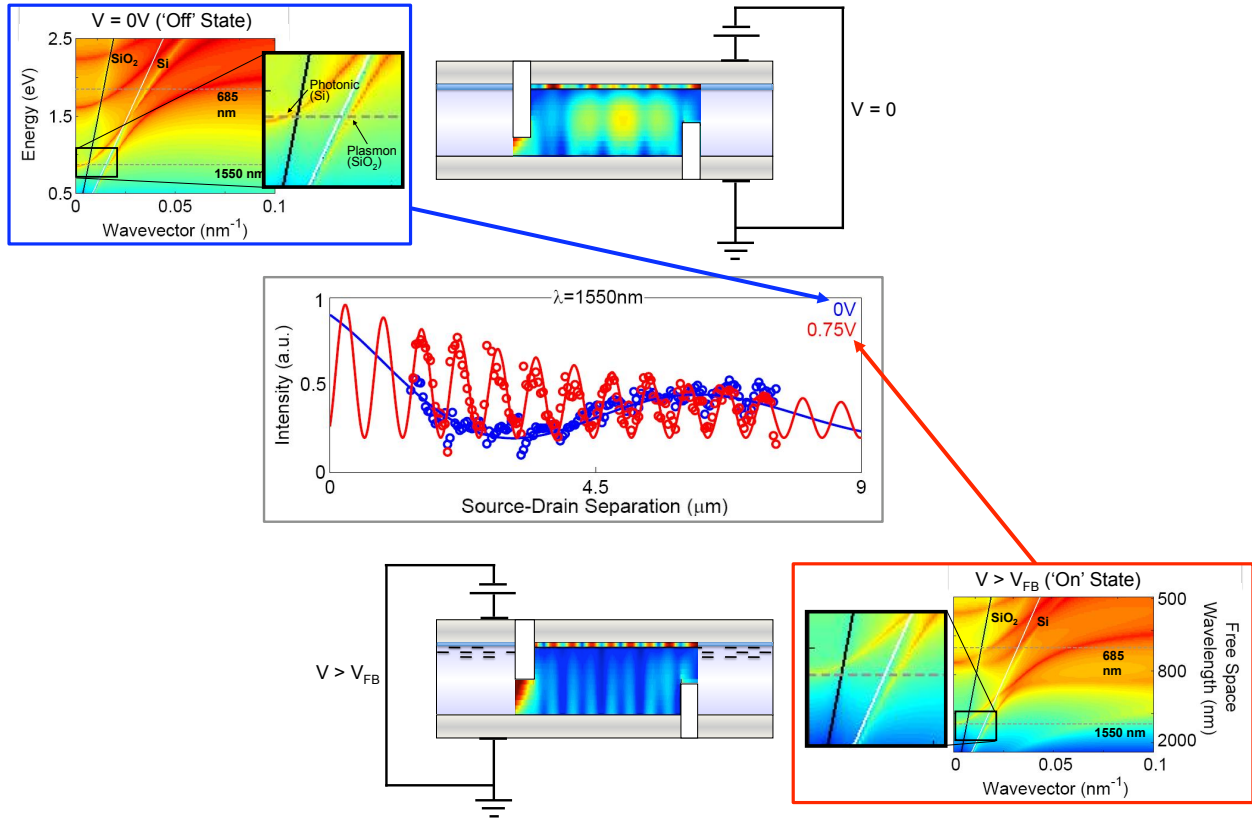 V = 0V ('Off' State)
2.5
SiO2
Si
Energy (eV)
Photonic
(Si)
685
nm
1.5
Plasmon
(SiO2)
1550 nm
0.5
0
0.05
0.1
Wavevector (nm-1)
V = 0
λ=1550nm
1
0V
0.75V
Intensity (a.u.)
0.5
0
0
4.5
9
Source-Drain Separation (μm)
V > VFB
V > VFB ('On' State)
500
SiO2
Si
685
nm
800
Free Space
Wavelength (nm)
1550 nm
2000
0
0.05
0.1
Wavevector (nm-1)